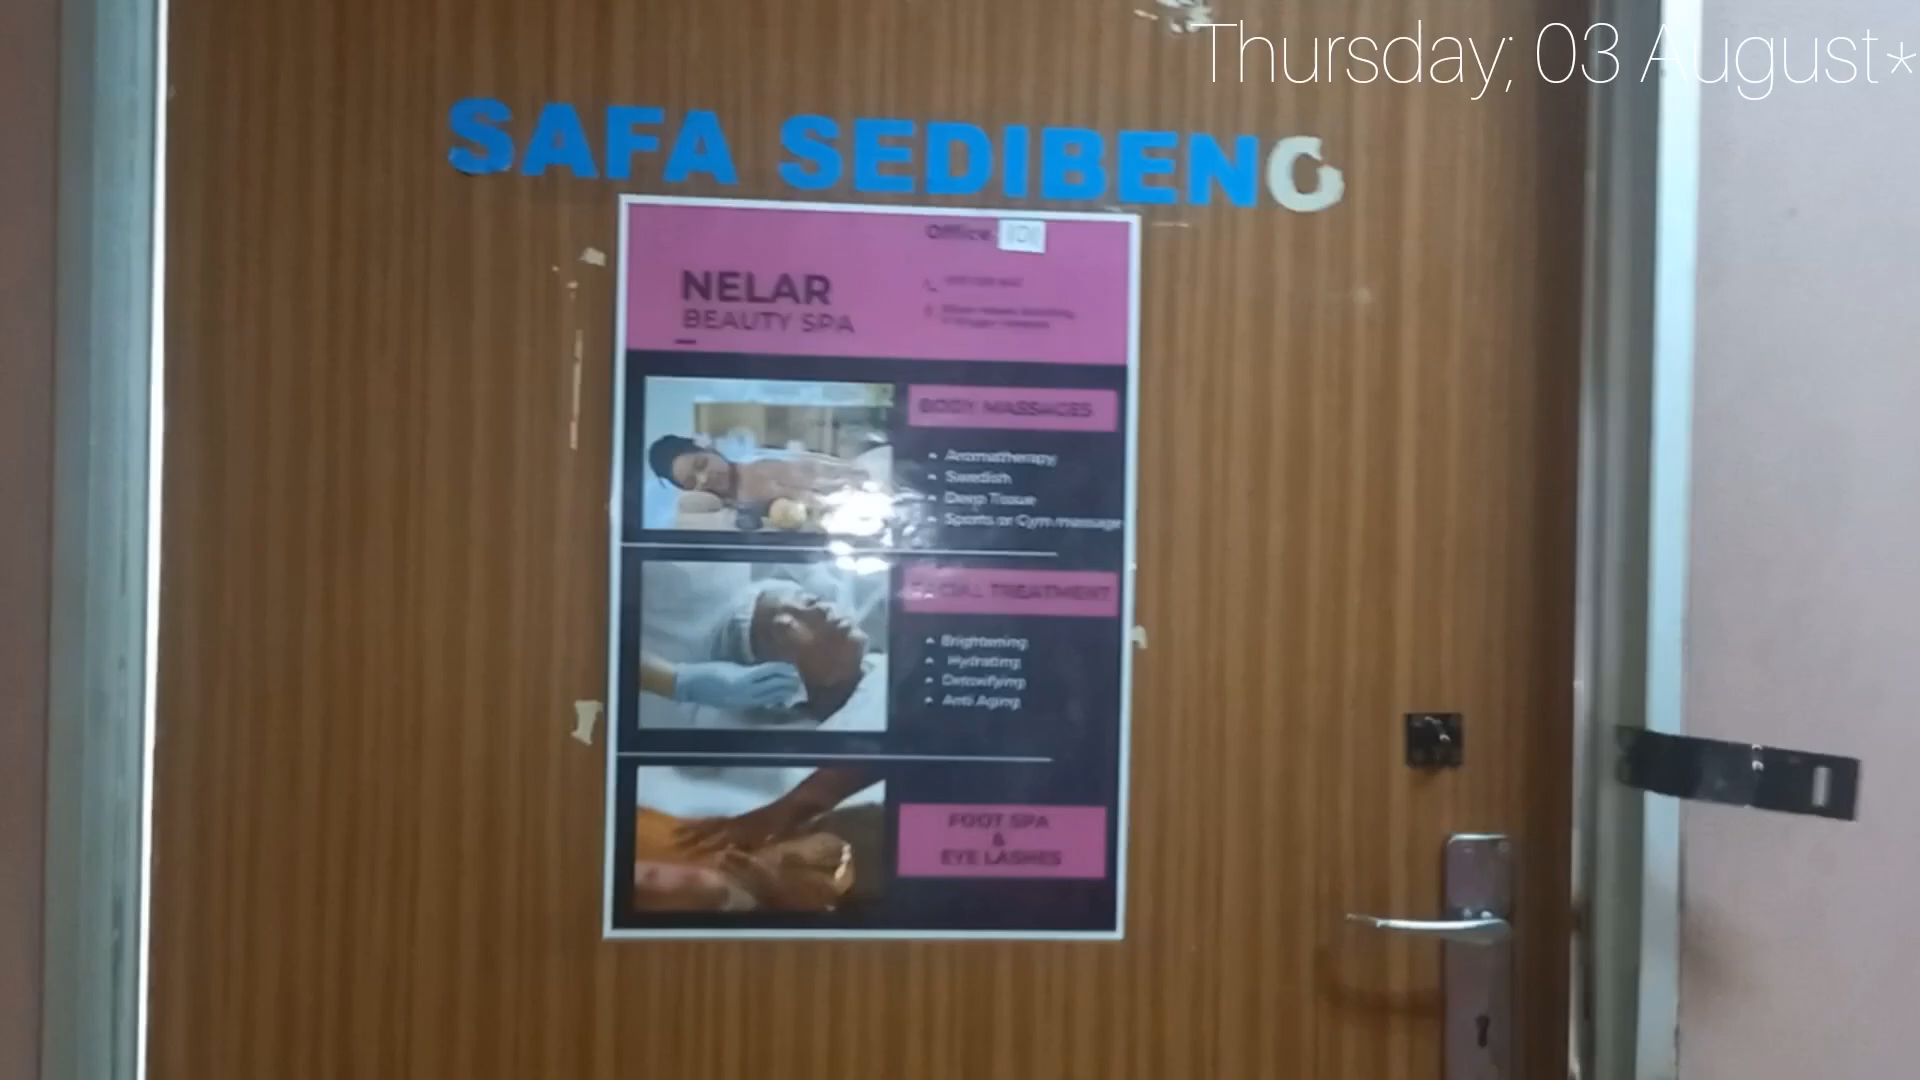 Thursday; 03 August*
SAFA SEDIBENG
Office 101
NELAR
BEAUTY SPA
BODY MASSAGES
Aromatherapy
Swedish
Deep Tissue
Sports or Gym massage
FACIAL TREATMENT
Brightening
Hydrating
Detoxifying
Anti Aging
FOOT SPA
&
EYE LASHES